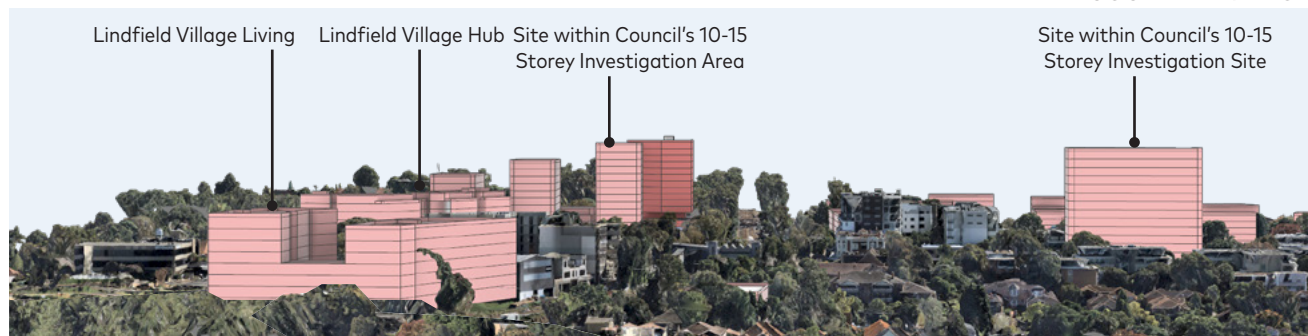 Lindfield Village Living
Lindfield Village Hub
Site within Council's 10-15
Storey Investigation Area
Site within Council's 10-15
Storey Investigation Site